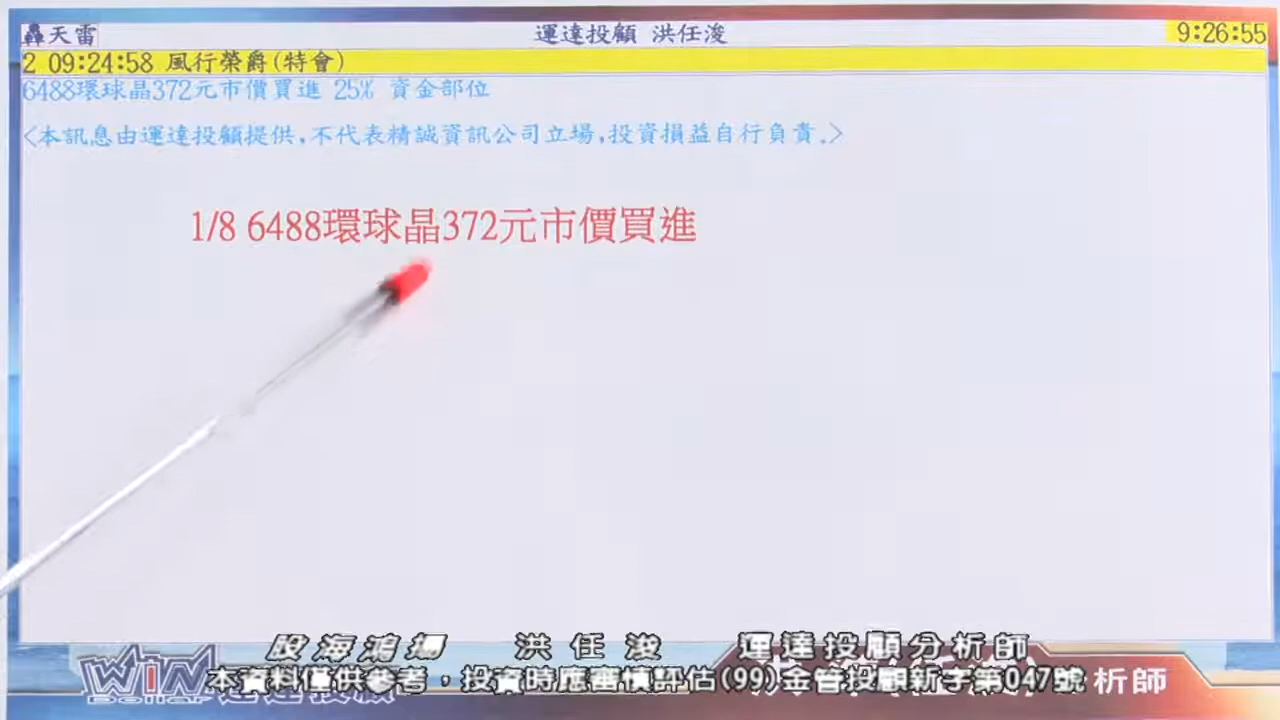 轟天雷
運達投顧 洪任浚
9:26:55
2 09:24:58 風行榮爵(特會)
6488環球晶372元市價買進 25% 資金部位
<本訊息由運達投顧提供,不代表精誠資訊公司立場,投資損益自行負責.>
1/8 6488環球晶372元市價買進
股海鴻揚 洪任浚 運達投顧分析師
WIN
本資料僅供參考，投資時應審慎評估(99)金管投顧新字第047號
析師